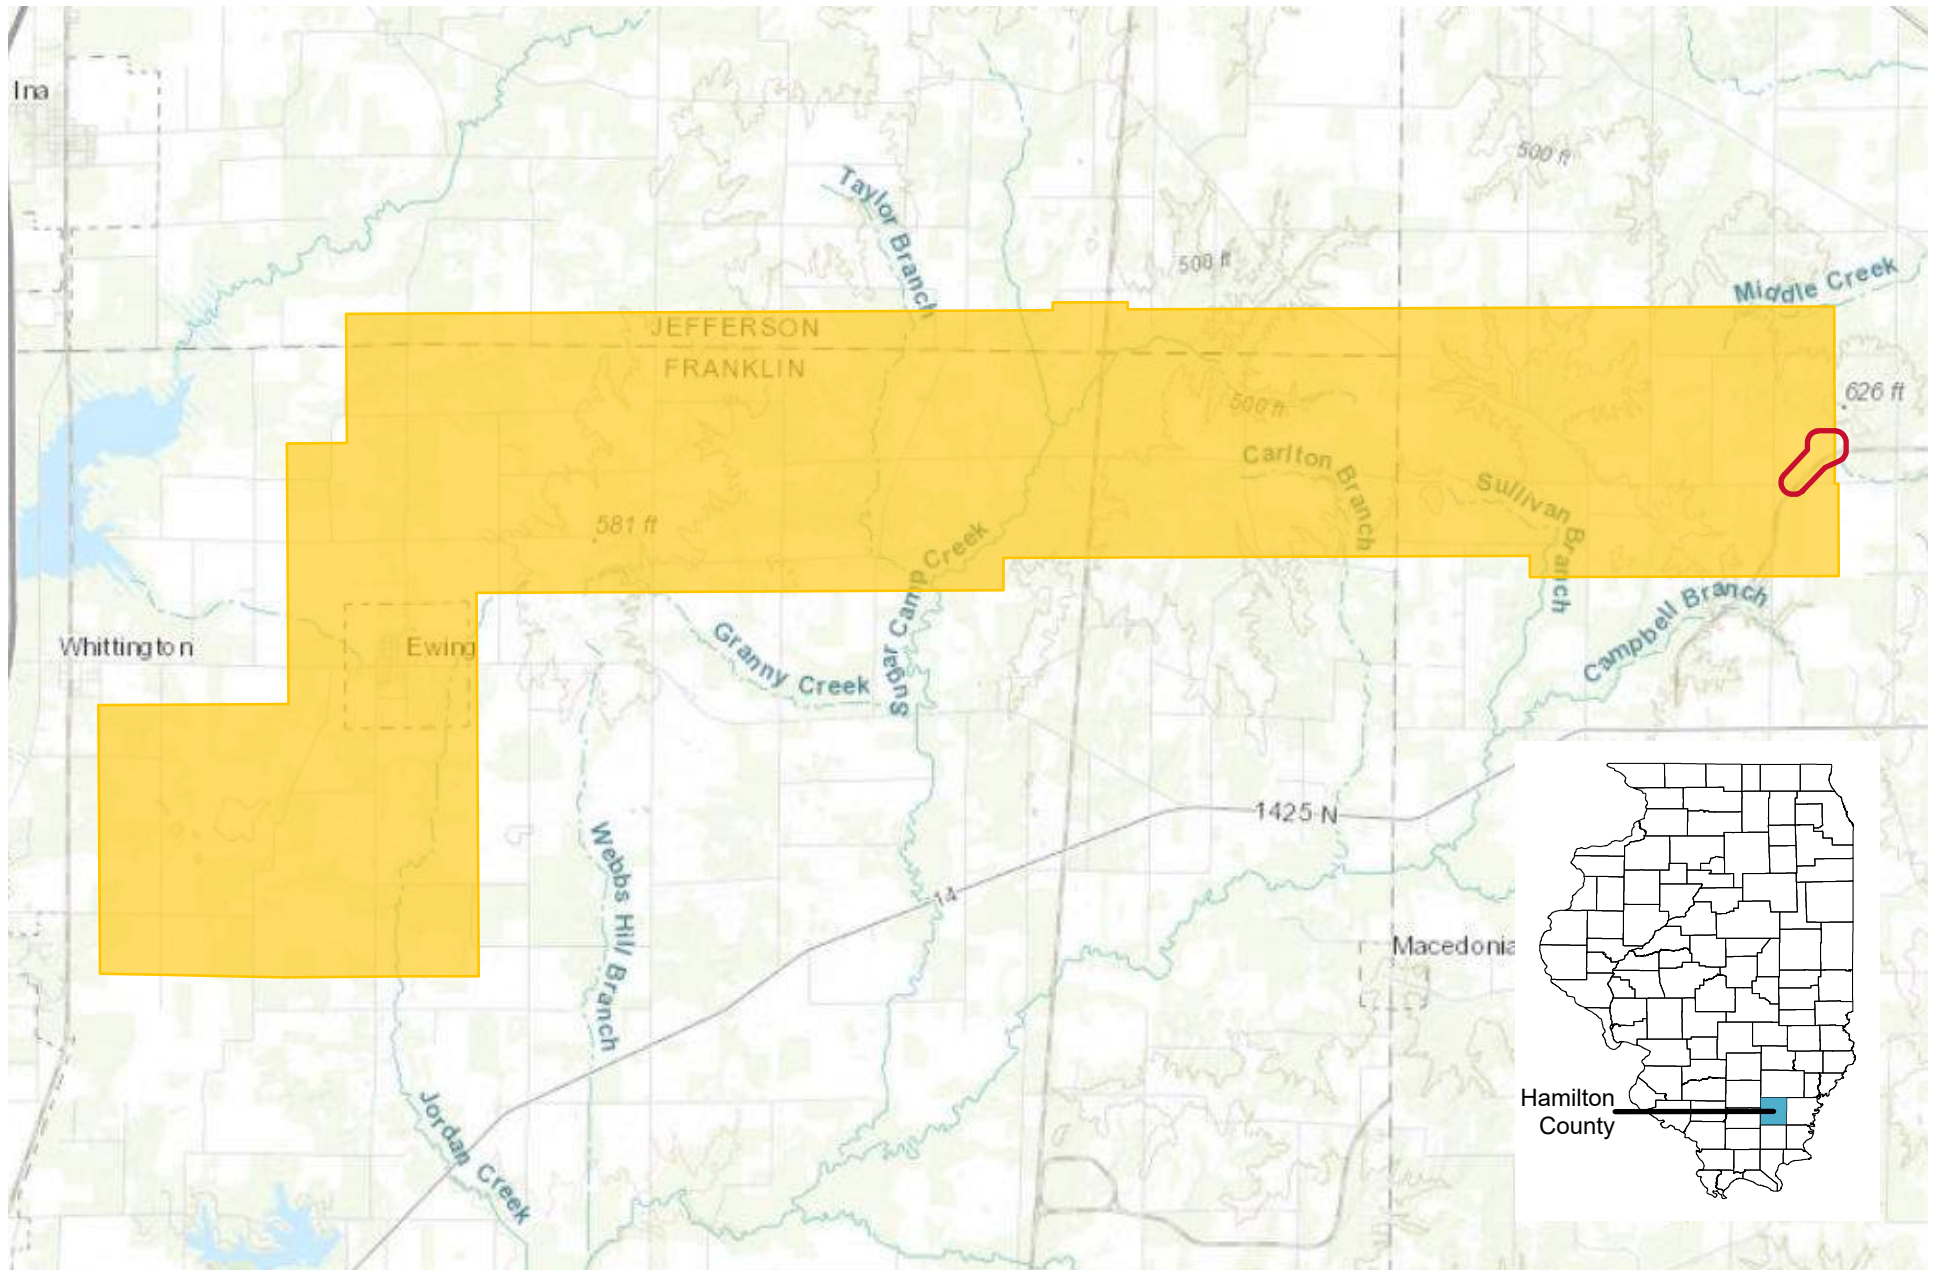 Ina
500 ft
Taylor Branch
500 ft
Middle Creek
JEFFERSON
FRANKLIN
626 ft
500 ft
Carlton Branch
Sullivan Branch
581 ft
Sugar Camp Creek
Campbell Branch
Whittington
Ewing
Granny Creek
1425 N
14
Webbs Hill Branch
Macedonia
Jordan Creek
Hamilton
County